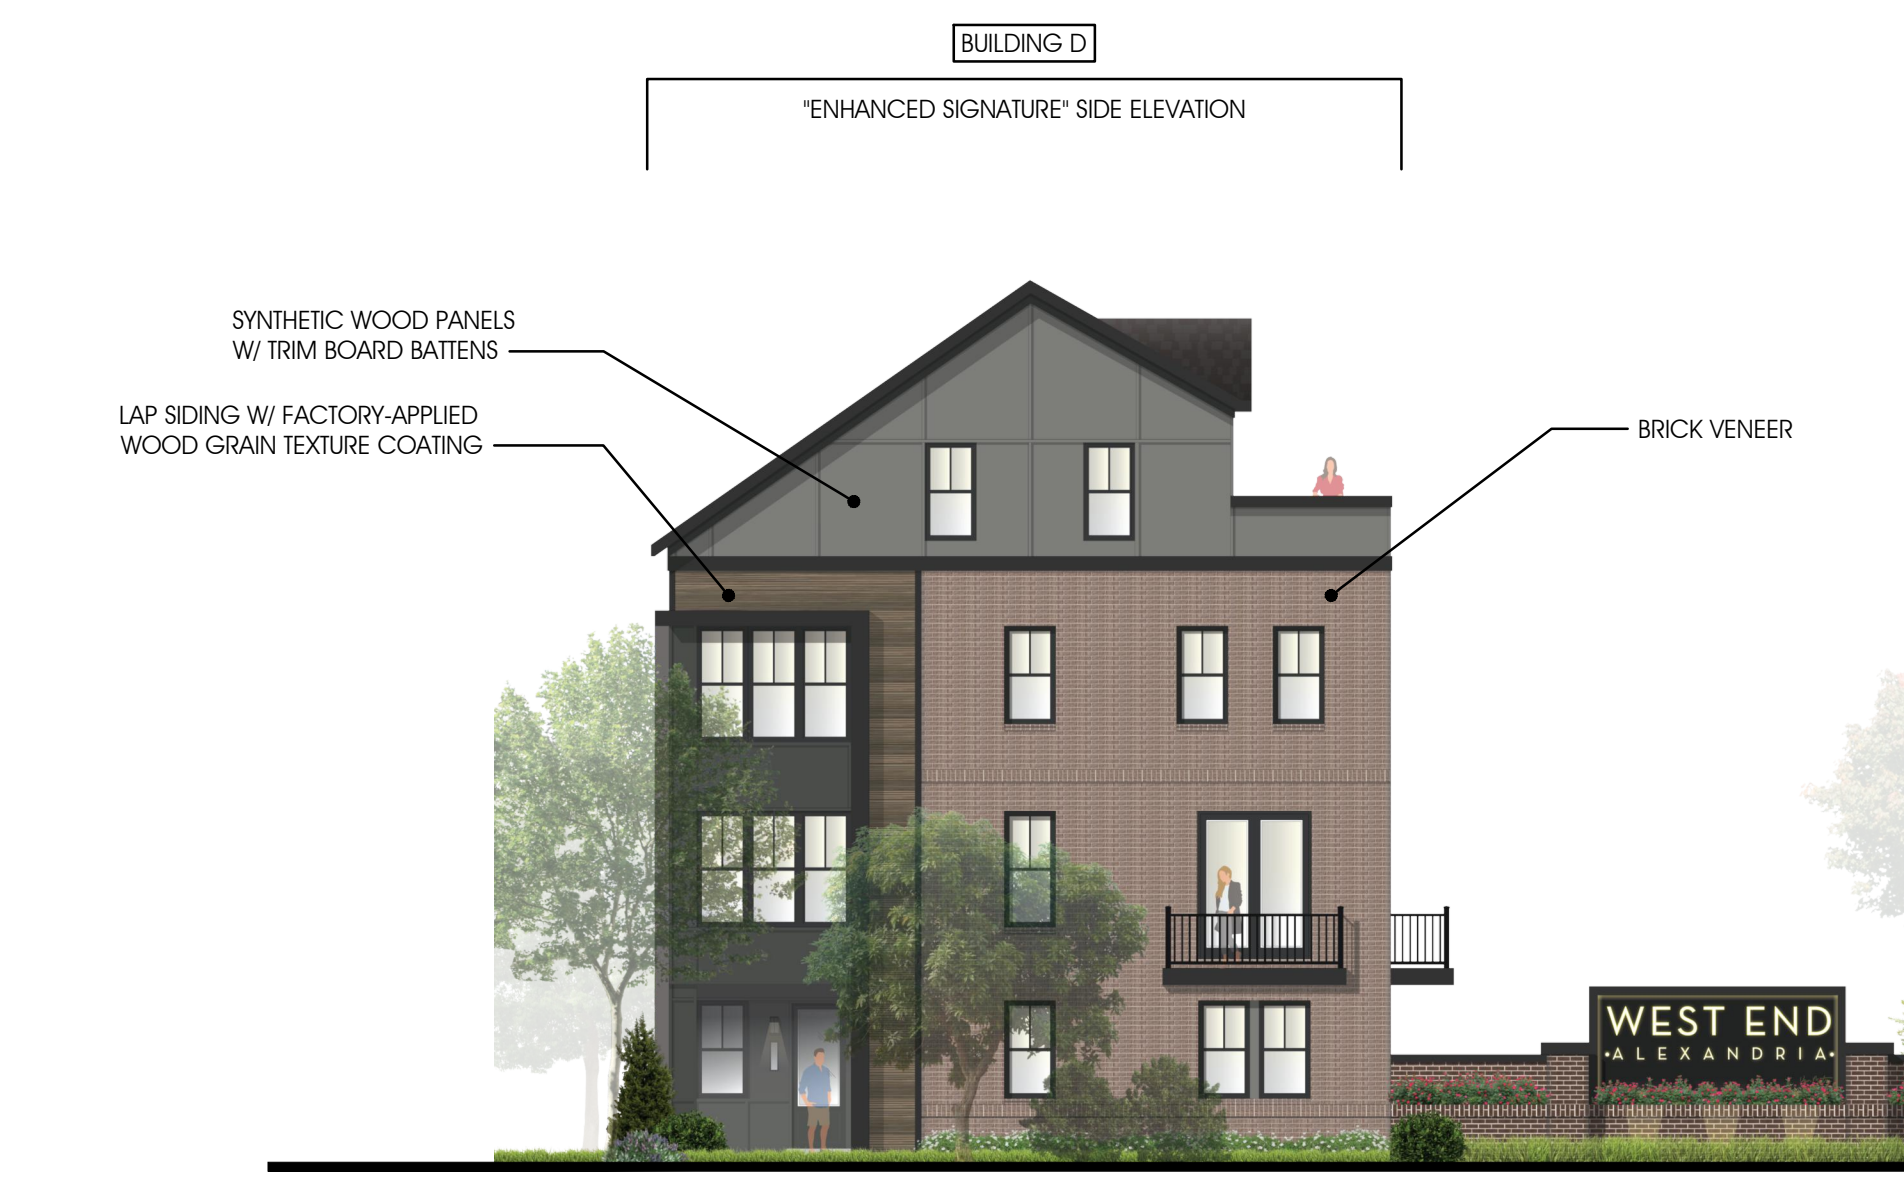 BUILDING D
"ENHANCED SIGNATURE" SIDE ELEVATION
SYNTHETIC WOOD PANELS
W/ TRIM BOARD BATTENS
LAP SIDING W/ FACTORY-APPLIED
WOOD GRAIN TEXTURE COATING
BRICK VENEER
WEST END
•ALEXANDRIA•